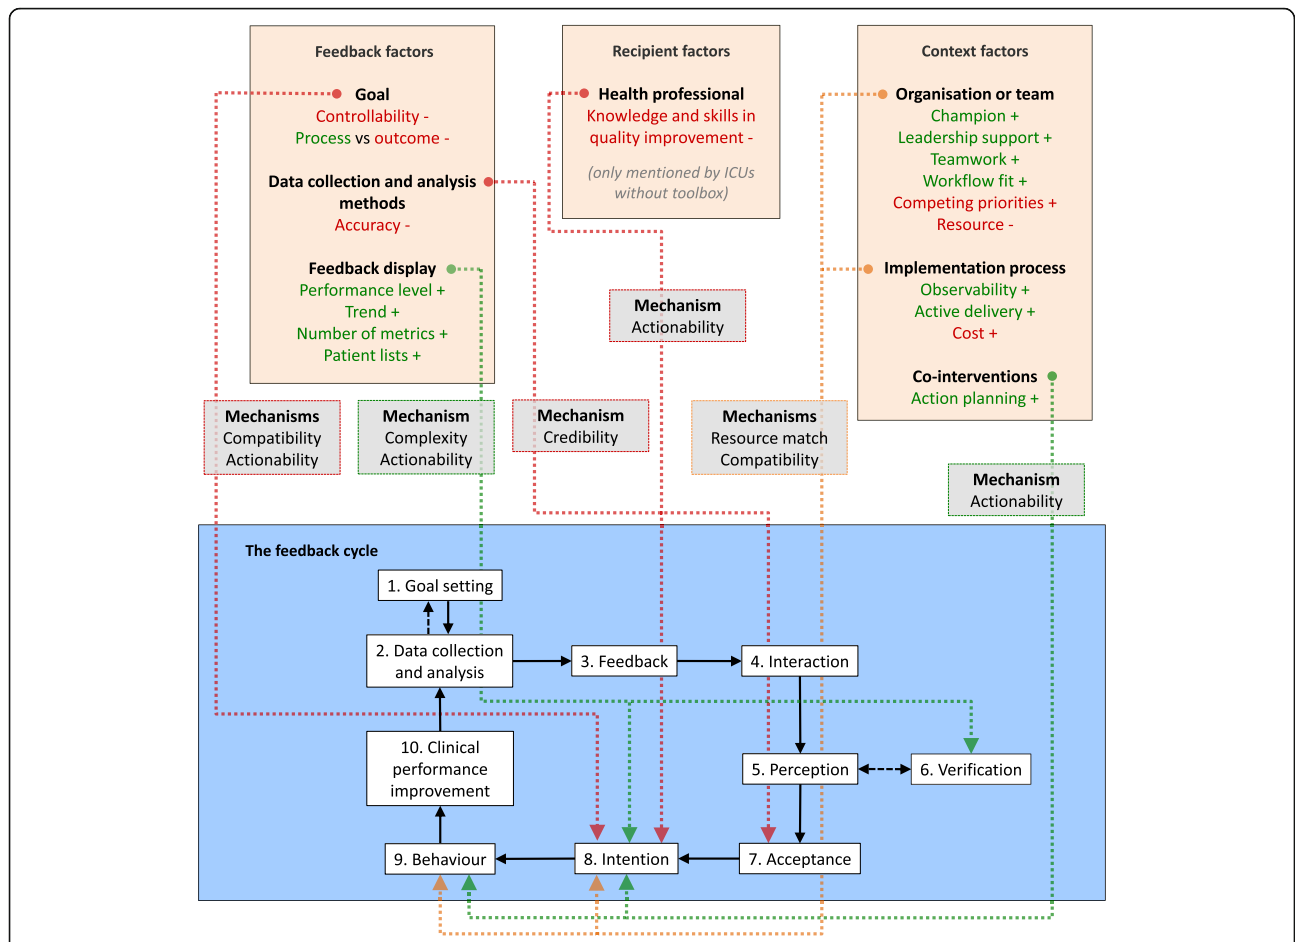 Feedback factors
Goal
Controllability -
Process vs outcome -
Data collection and analysis
methods
Accuracy -
Feedback display
Performance level +
Trend +
Number of metrics +
Patient lists +
Recipient factors
Health professional
Knowledge and skills in
quality improvement -
(only mentioned by ICUs
without toolbox)
Context factors
Organisation or team
Champion +
Leadership support +
Teamwork +
Workflow fit +
Competing priorities +
Resource -
Implementation process
Observability +
Active delivery +
Cost +
Co-interventions
Action planning +
Mechanism
Actionability
Mechanisms
Compatibility
Actionability
Mechanism
Complexity
Actionability
Mechanism
Credibility
Mechanisms
Resource match
Compatibility
Mechanism
Actionability
The feedback cycle
1. Goal setting
2. Data collection
and analysis
3. Feedback
4. Interaction
5. Perception
6. Verification
7. Acceptance
8. Intention
9. Behaviour
10. Clinical
performance
improvement